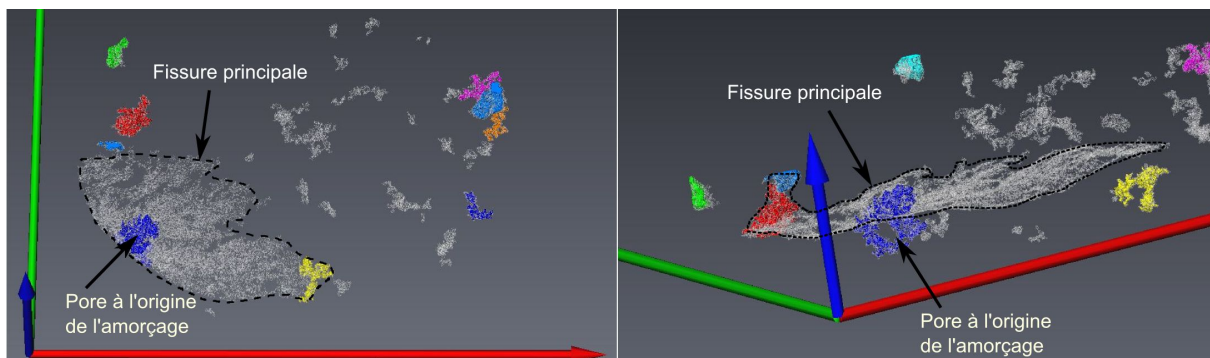 Fissure principale
Pore à l'origine
de l'amorçage
Fissure principale
Pore à l'origine
de l'amorçage